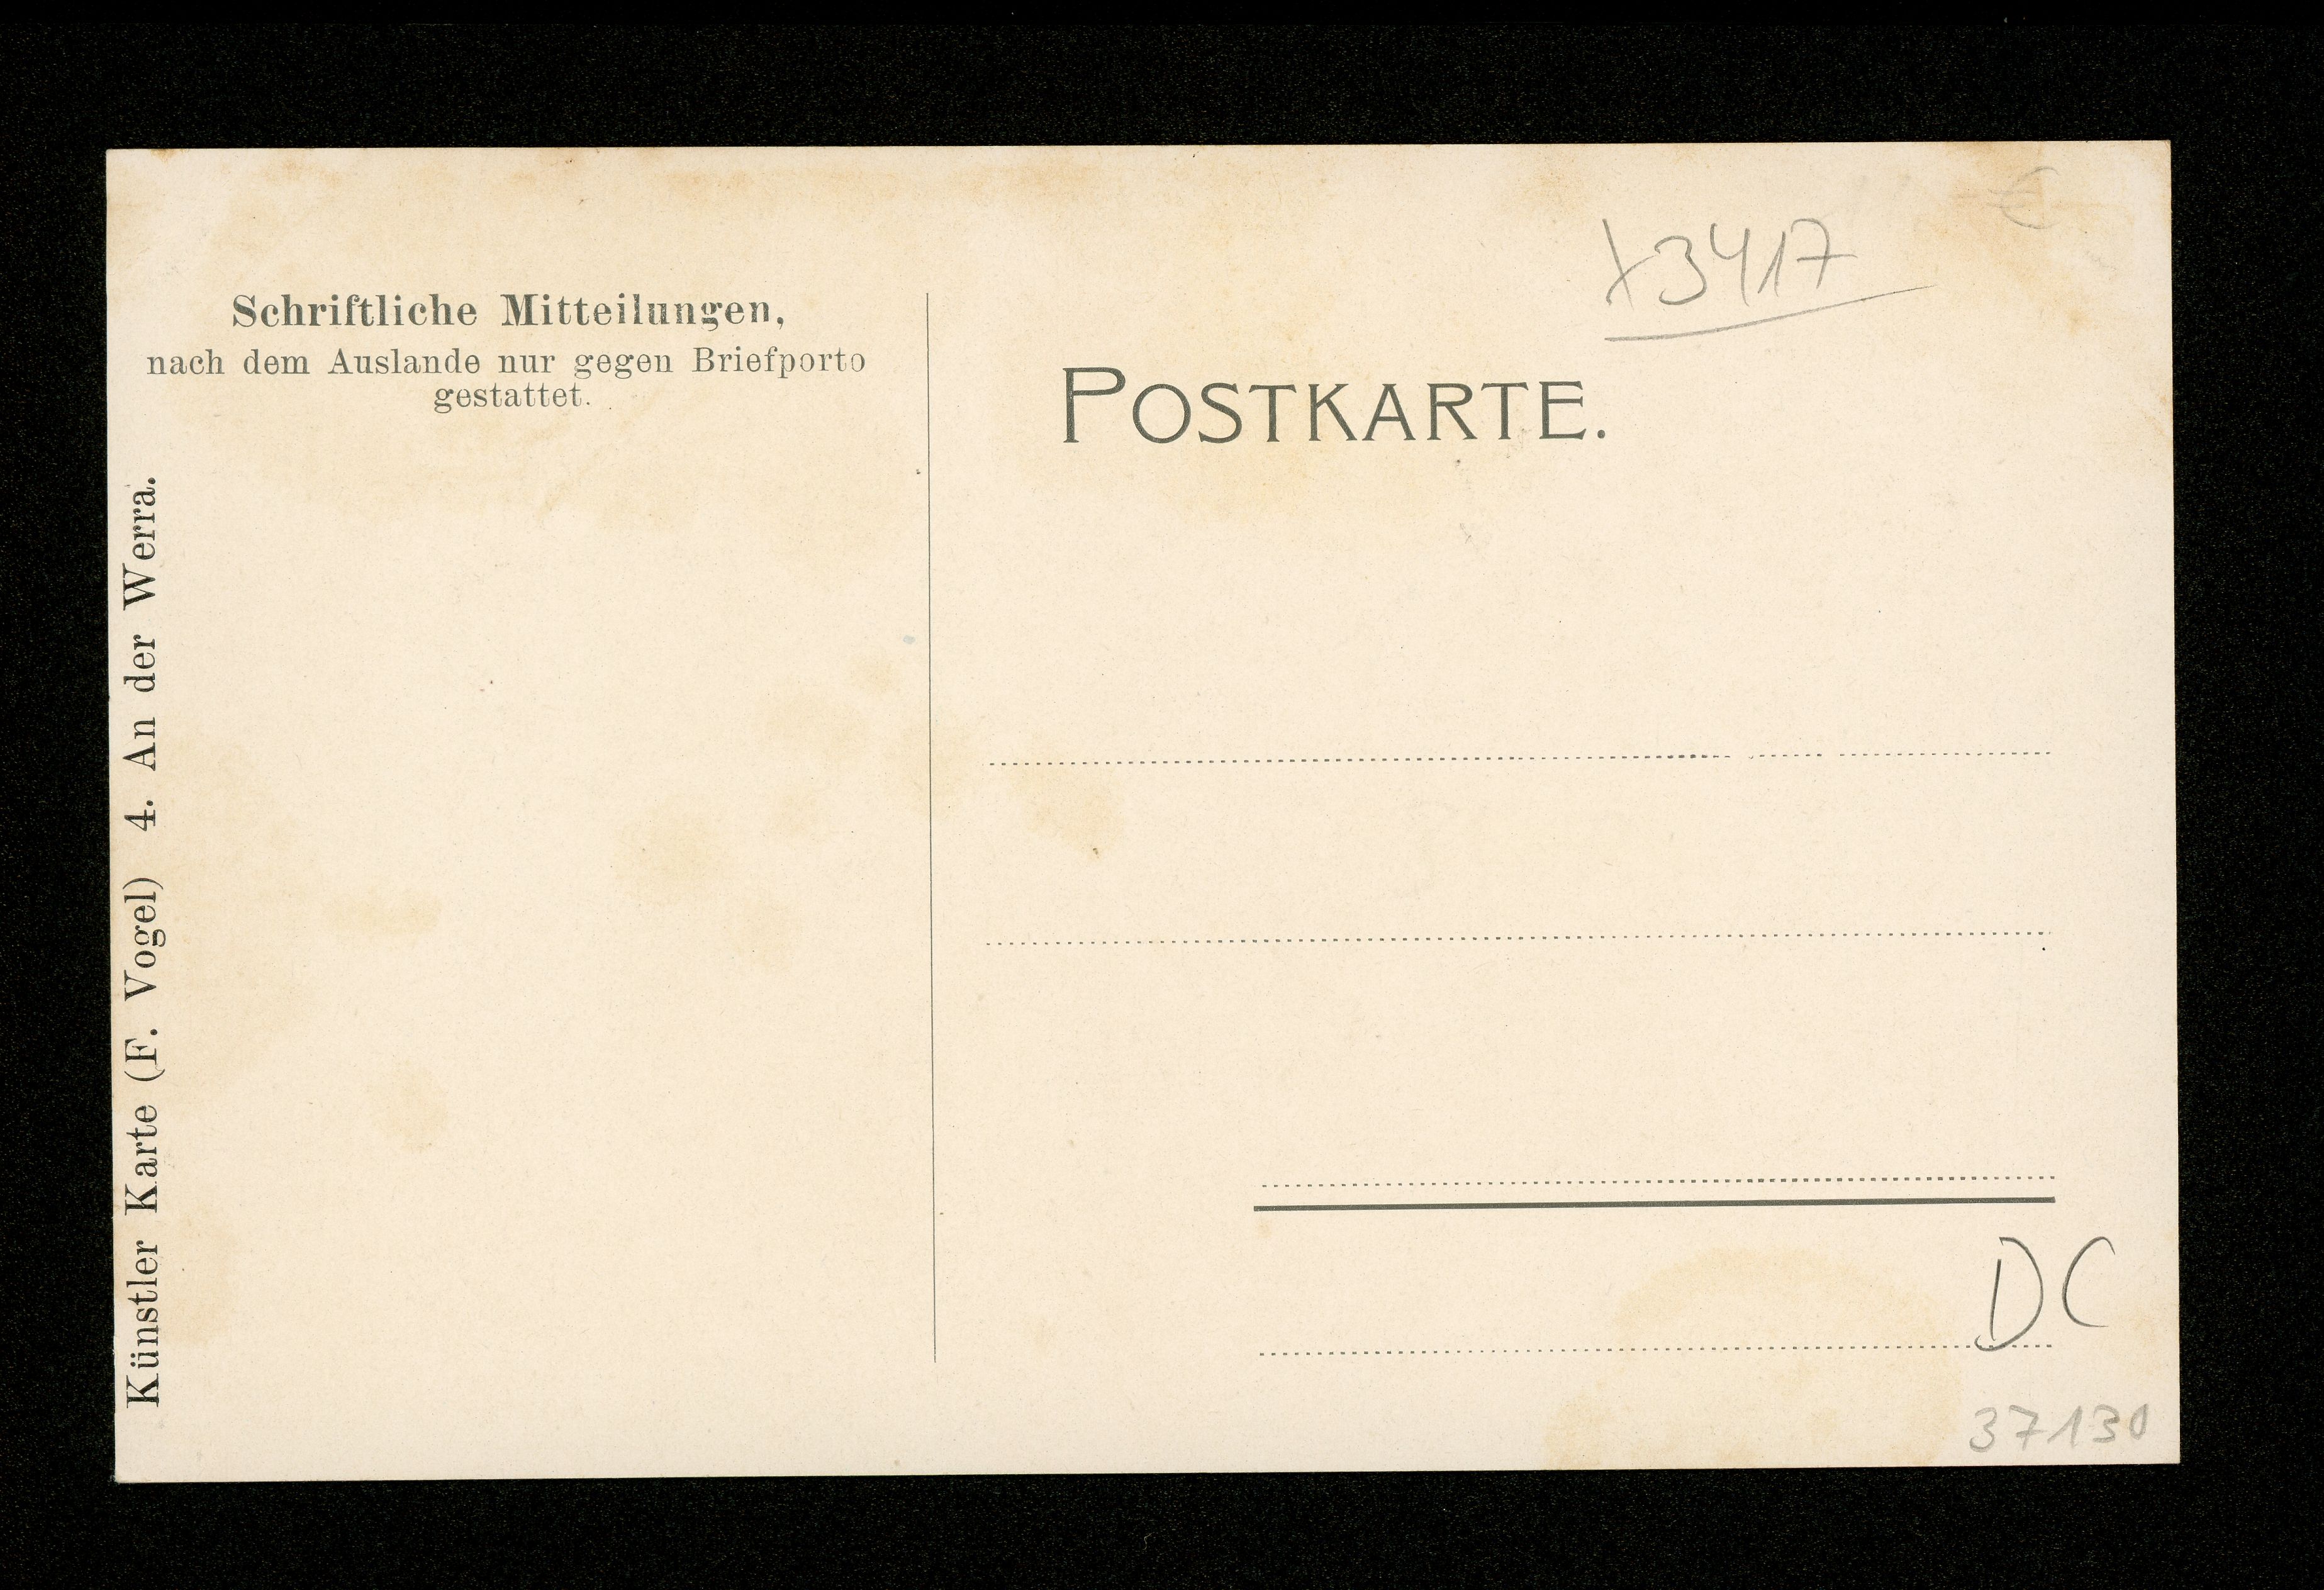 Schriftliche Mitteilungen,
nach dem Auslande nur gegen Briefporto
gestattet.
Künstler Karte (F. Vogel) 4. An der Werra.
X3417
POSTKARTE.
DC
37130